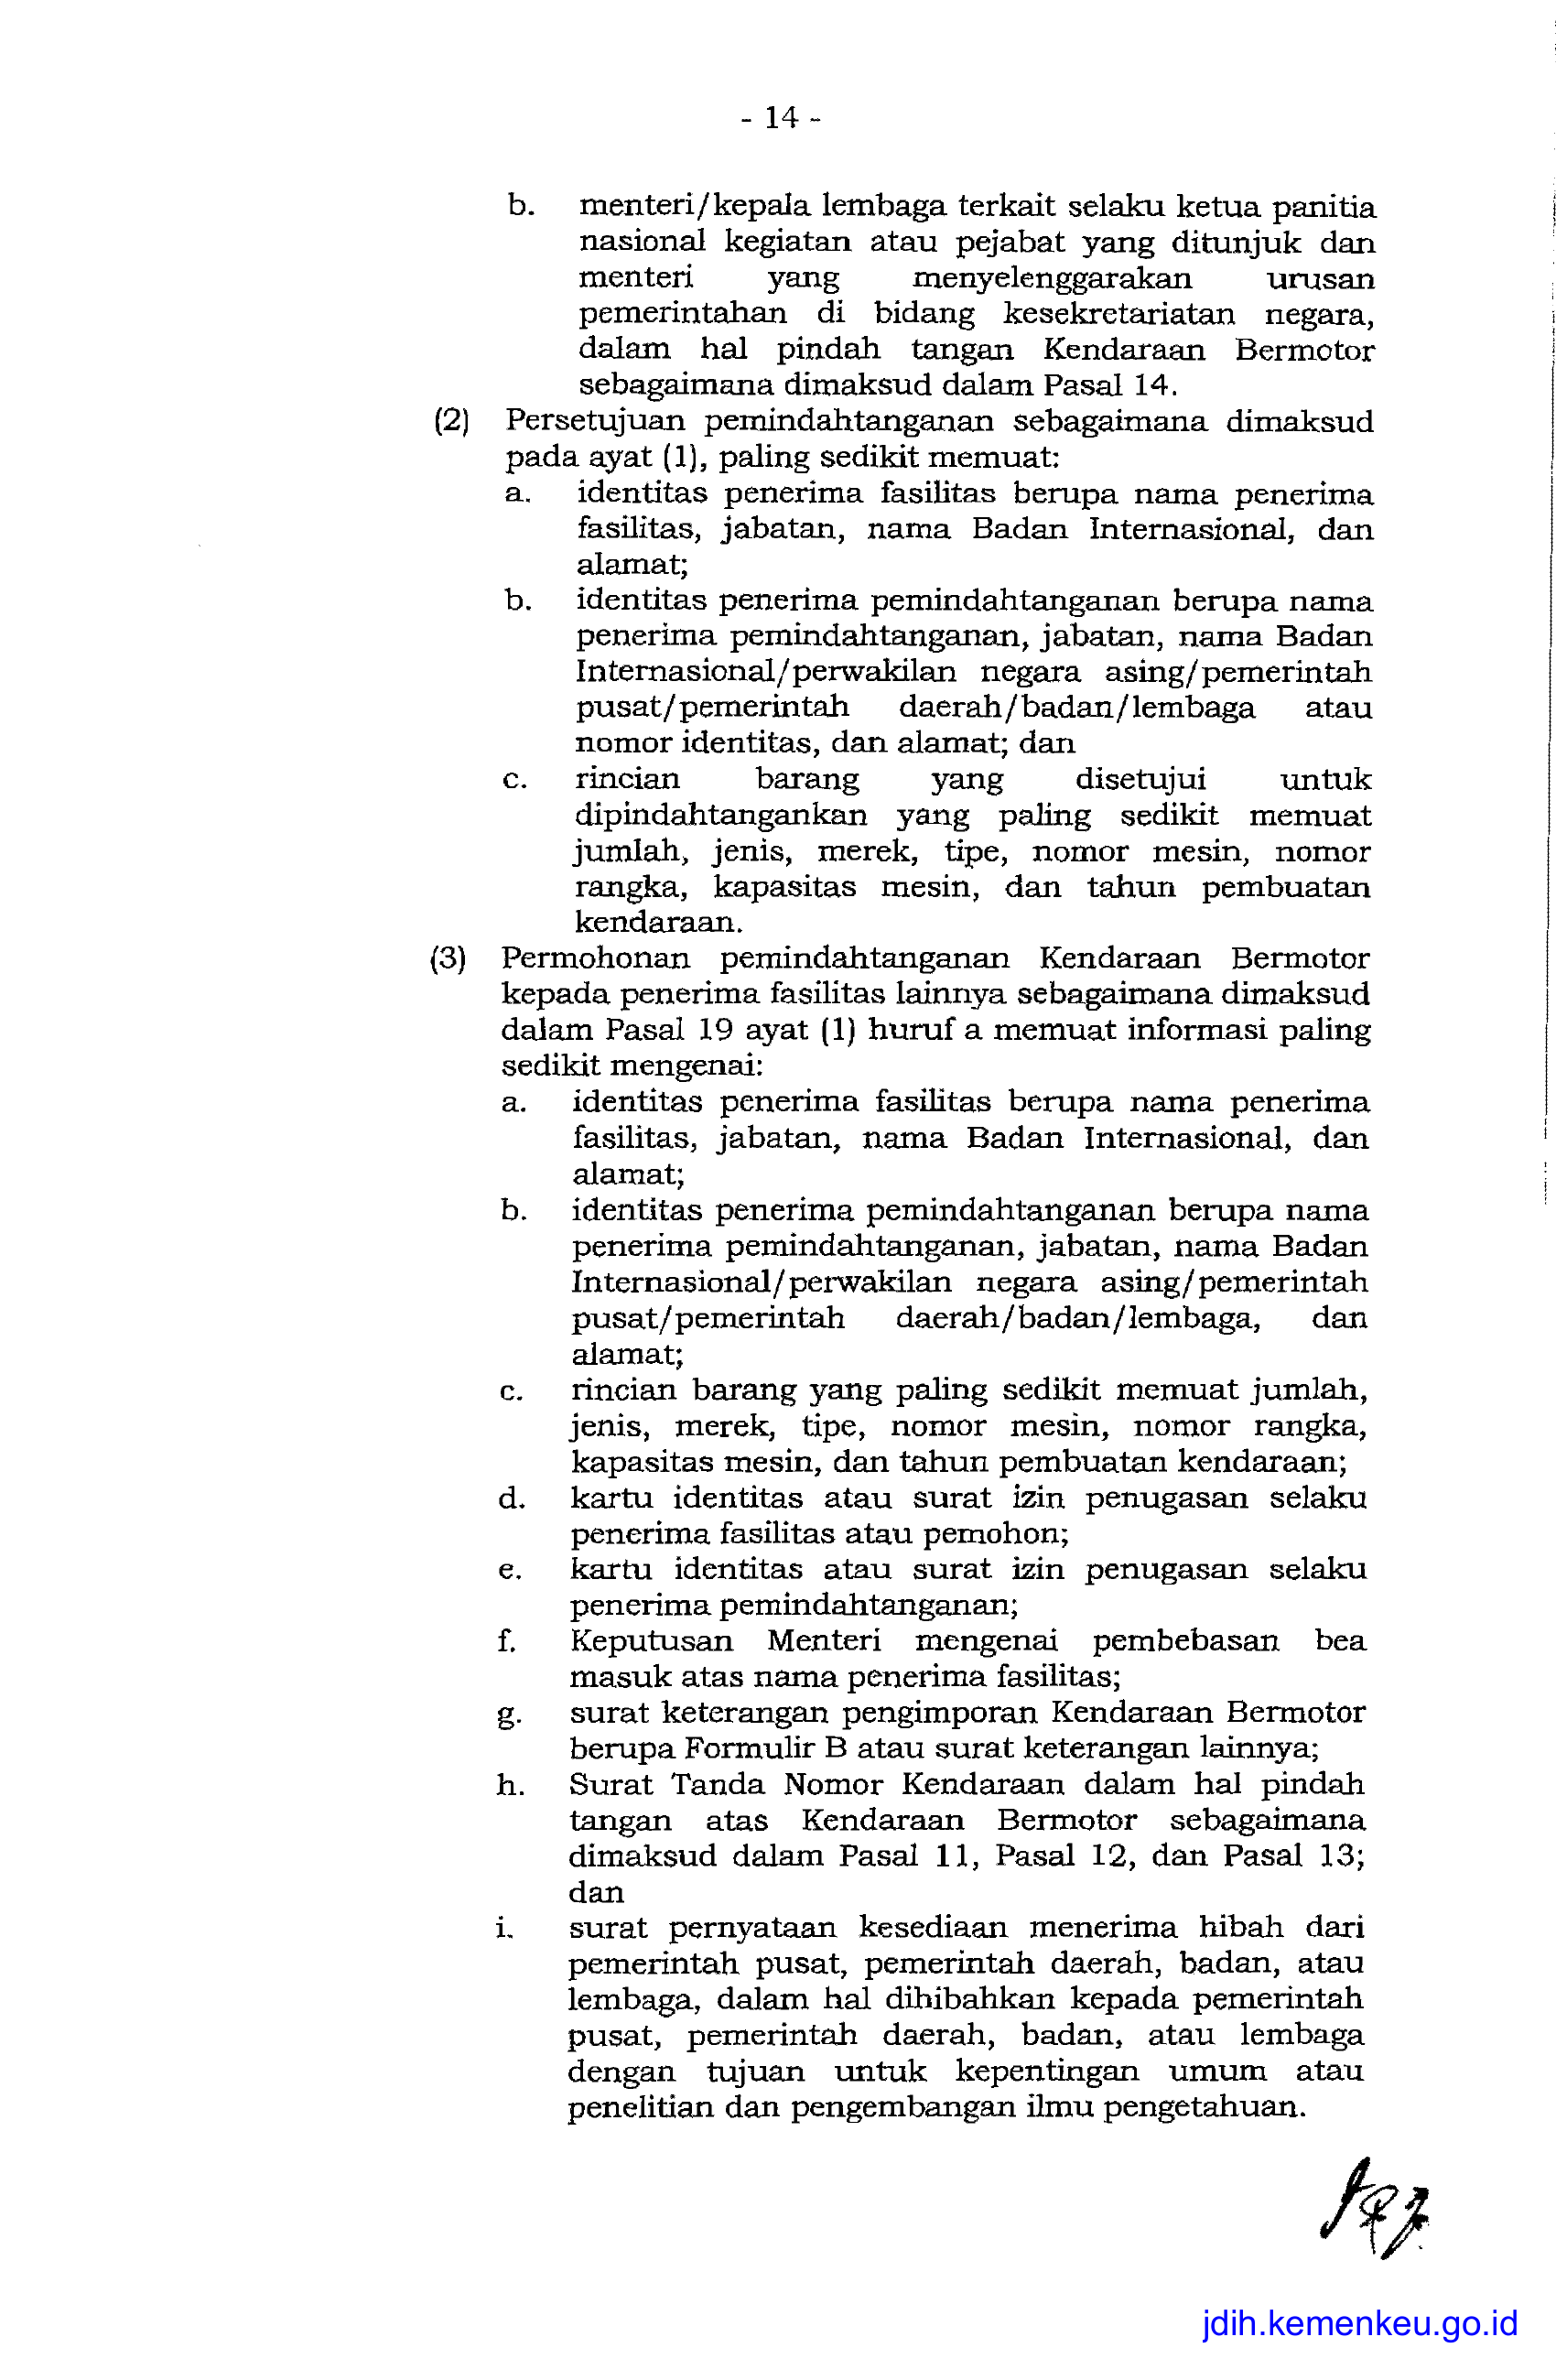 - 14 -
b. menteri/kepala lembaga terkait selaku ketua panitia
nasional kegiatan atau pejabat yang ditunjuk dan
menteri yang menyelenggarakan urusan
pemerintahan di bidang kesekretariatan negara,
dalam hal pindah tangan Kendaraan Bermotor
sebagaimana dimaksud dalam Pasal 14.
(2) Persetujuan pemindahtanganan sebagaimana dimaksud
pada ayat (1), paling sedikit memuat:
a. identitas penerima fasilitas berupa nama penerima
fasilitas, jabatan, nama Badan Internasional, dan
alamat;
b. identitas penerima pemindahtanganan berupa nama
penerima pemindahtanganan, jabatan, nama Badan
Internasional/perwakilan negara asing/pemerintah
pusat/pemerintah daerah/badan/lembaga atau
nomor identitas, dan alamat; dan
c. rincian barang yang disetujui untuk
dipindahtangankan yang paling sedikit memuat
jumlah, jenis, merek, tipe, nomor mesin, nomor
rangka, kapasitas mesin, dan tahun pembuatan
kendaraan.
(3) Permohonan pemindahtanganan Kendaraan Bermotor
kepada penerima fasilitas lainnya sebagaimana dimaksud
dalam Pasal 19 ayat (1) huruf a memuat informasi paling
sedikit mengenai:
a. identitas penerima fasilitas berupa nama penerima
fasilitas, jabatan, nama Badan Internasional, dan
alamat;
b. identitas penerima pemindahtanganan berupa nama
penerima pemindahtanganan, jabatan, nama Badan
Internasional/perwakilan negara asing/pemerintah
pusat/pemerintah daerah/badan/lembaga, dan
alamat;
c. rincian barang yang paling sedikit memuat jumlah,
jenis, merek, tipe, nomor mesin, nomor rangka,
kapasitas mesin, dan tahun pembuatan kendaraan;
d. kartu identitas atau surat izin penugasan selaku
penerima fasilitas atau pemohon;
e. kartu identitas atau surat izin penugasan selaku
penerima pemindahtanganan;
f. Keputusan Menteri mengenai pembebasan bea
masuk atas nama penerima fasilitas;
g. surat keterangan pengimporan Kendaraan Bermotor
berupa Formulir B atau surat keterangan lainnya;
h. Surat Tanda Nomor Kendaraan dalam hal pindah
tangan atas Kendaraan Bermotor sebagaimana
dimaksud dalam Pasal 11, Pasal 12, dan Pasal 13;
dan
i. surat pernyataan kesediaan menerima hibah dari
pemerintah pusat, pemerintah daerah, badan, atau
lembaga, dalam hal dihibahkan kepada pemerintah
pusat, pemerintah daerah, badan, atau lembaga
dengan tujuan untuk kepentingan umum atau
penelitian dan pengembangan ilmu pengetahuan.
jdih.kemenkeu.go.id